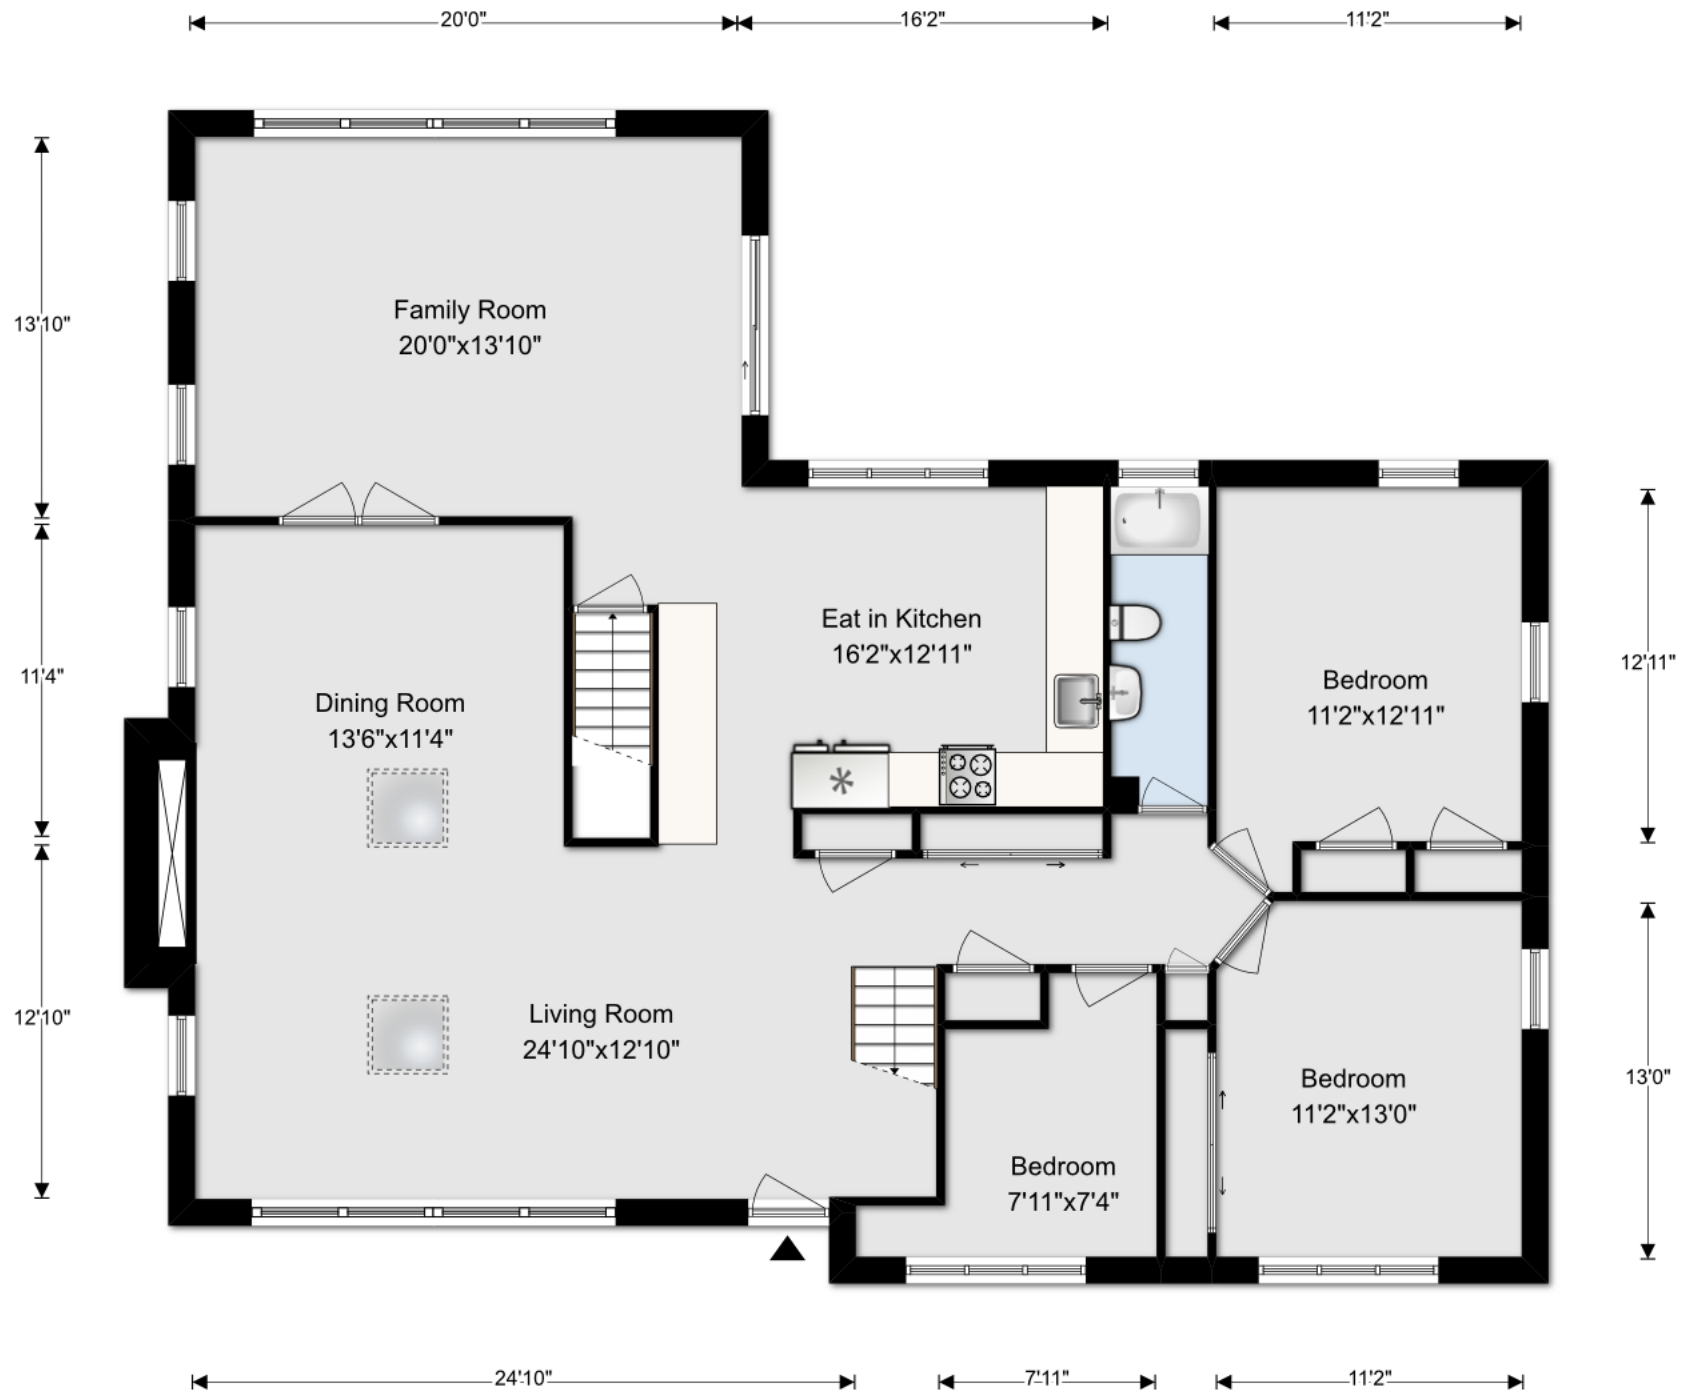 20'0"
16'2"
11'2"
13'10"
Family Room
20'0"x13'10"
11'4"
Eat in Kitchen
16'2"x12'11"
12'11"
Bedroom
11'2"x12'11"
Dining Room
13'6"x11'4"
12'10"
Living Room
24'10"x12'10"
Bedroom
11'2"x13'0"
13'0"
Bedroom
7'11"x7'4"
24'10"
7'11"
11'2"